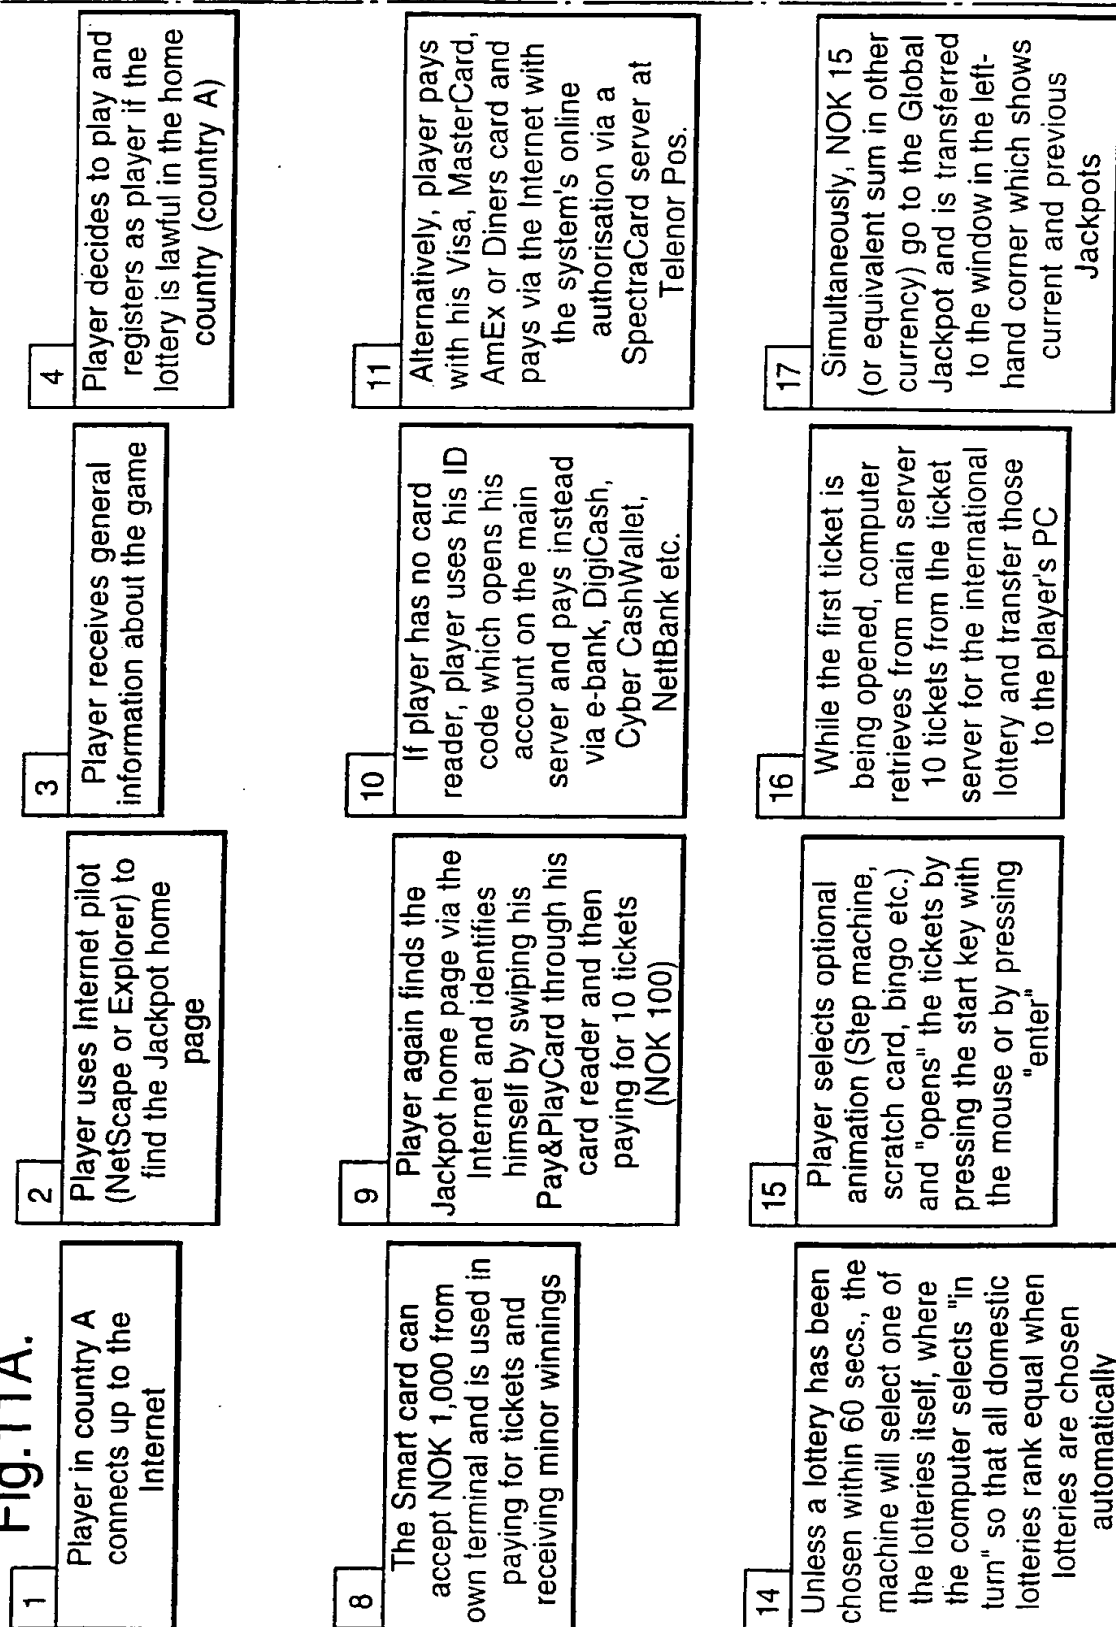 Fig.11A.
1
Player in country A
connects up to the
Internet
2
Player uses Internet pilot
(NetScape or Explorer) to
find the Jackpot home
page
3
Player receives general
information about the game
4
Player decides to play and
registers as player if the
lottery is lawful in the home
country (country A)
8
The Smart card can
accept NOK 1,000 from
own terminal and is used in
paying for tickets and
receiving minor winnings
9
Player again finds the
Jackpot home page via the
Internet and identifies
himself by swiping his
Pay&PlayCard through his
card reader and then
paying for 10 tickets
(NOK 100)
10
If player has no card
reader, player uses his ID
code which opens his
account on the main
server and pays instead
via e-bank, DigiCash,
Cyber CashWallet,
NettBank etc.
11
Alternatively, player pays
with his Visa, MasterCard,
AmEx or Diners card and
pays via the Internet with
the system's online
authorisation via a
SpectraCard server at
Telenor Pos.
14
Unless a lottery has been
chosen within 60 secs., the
machine will select one of
the lotteries itself, where
the computer selects "in
turn" so that all domestic
lotteries rank equal when
lotteries are chosen
automatically
15
Player selects optional
animation (Step machine,
scratch card, bingo etc.)
and "opens" the tickets by
pressing the start key with
the mouse or by pressing
"enter"
16
While the first ticket is
being opened, computer
retrieves from main server
10 tickets from the ticket
server for the international
lottery and transfer those
to the player's PC
17
Simultaneously, NOK 15
(or equivalent sum in other
currency) go to the Global
Jackpot and is transferred
to the window in the left-
hand corner which shows
current and previous
Jackpots